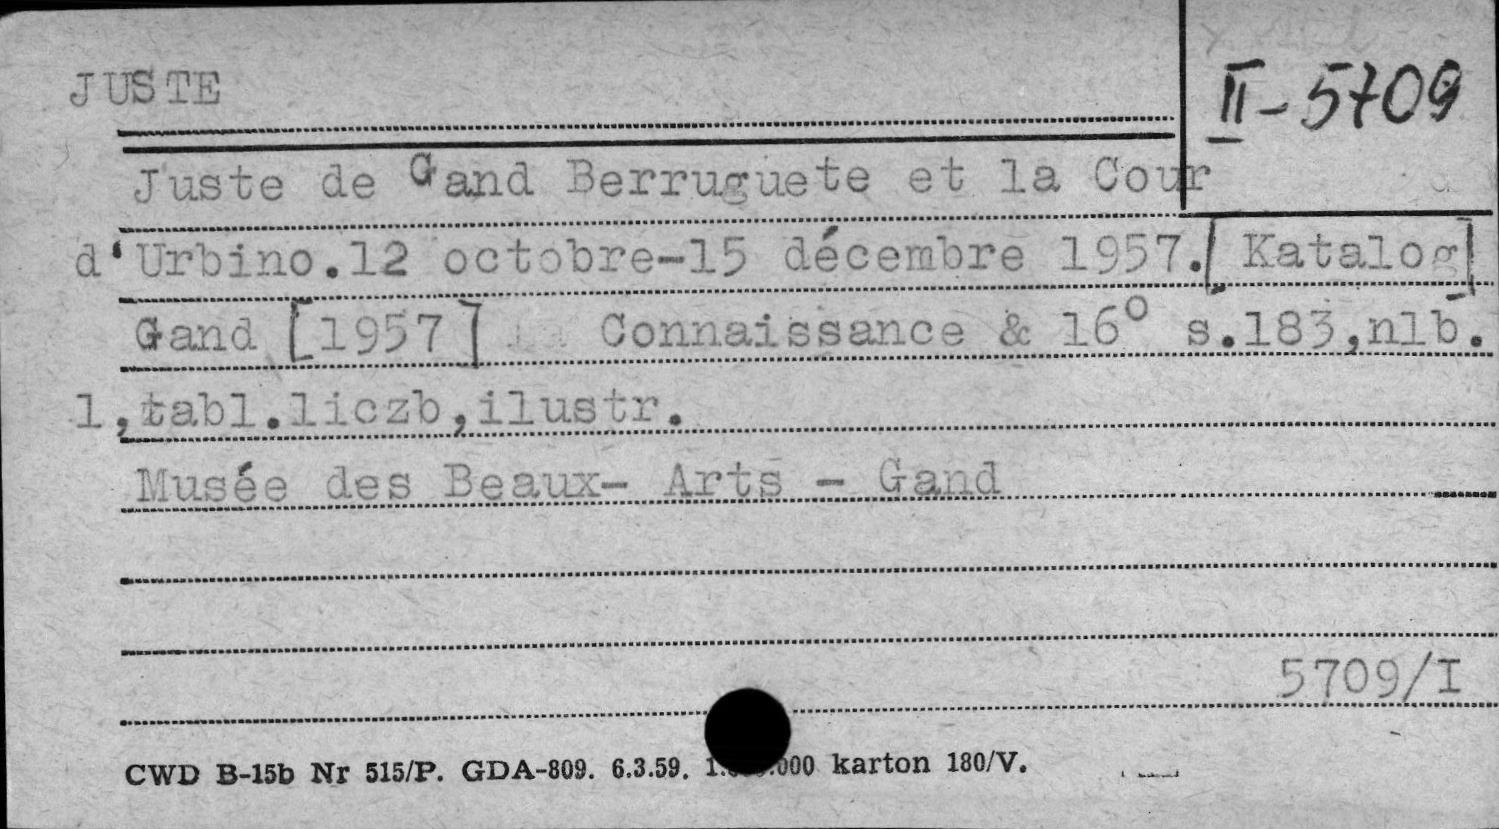 JUSTE
II-5709
Juste de Gand Berruguete et la Cour
d'Urbino.12 octobre-15 décembre 1957.[Katalog]
Gand [1957] Connaissance & 16° s.183,nlb.
1,tabl.liczb,ilustr.
Musée des Beaux- Arts - Gand
5709/I
CWD B-15b Nr 515/P. GDA-809. 6.3.59. karton 180/V.